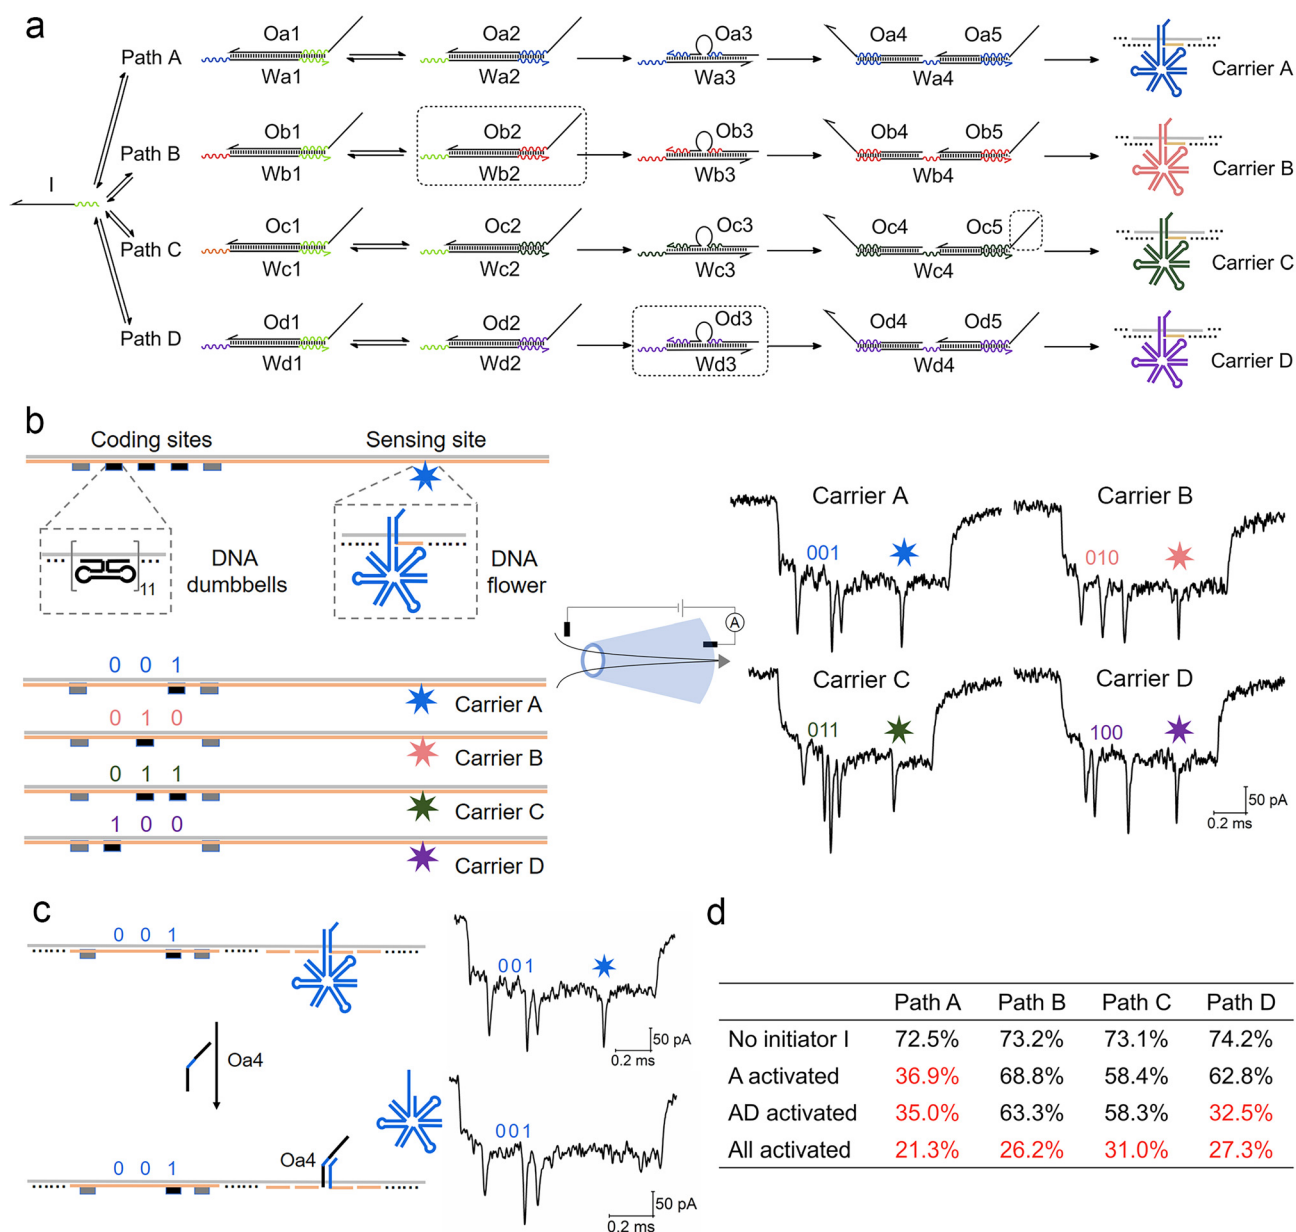 a
Path A
Oa1
Wa1
Oa2
Wa2
Oa3
Wa3
Oa4
Oa5
Wa4
Carrier A
Path B
Ob1
Wb1
Ob2
Wb2
Ob3
Wb3
Ob4
Ob5
Wb4
Carrier B
I
Path C
Oc1
Wc1
Oc2
Wc2
Oc3
Wc3
Oc4
Oc5
Wc4
Carrier C
Path D
Od1
Wd1
Od2
Wd2
Od3
Wd3
Od4
Od5
Wd4
Carrier D
b
Coding sites
Sensing site
11
DNA
dumbbells
DNA
flower
0 0 1
Carrier A
0 1 0
Carrier B
0 1 1
Carrier C
1 0 0
Carrier D
A
Carrier A
001
Carrier B
010
Carrier C
011
Carrier D
100
50 pA
0.2 ms
c
0 0 1
Oa4
0 0 1
Oa4
001
50 pA
0.2 ms
001
50 pA
0.2 ms
d
Path A Path B Path C Path D
No initiator I 72.5% 73.2% 73.1% 74.2%
A activated 36.9% 68.8% 58.4% 62.8%
AD activated 35.0% 63.3% 58.3% 32.5%
All activated 21.3% 26.2% 31.0% 27.3%